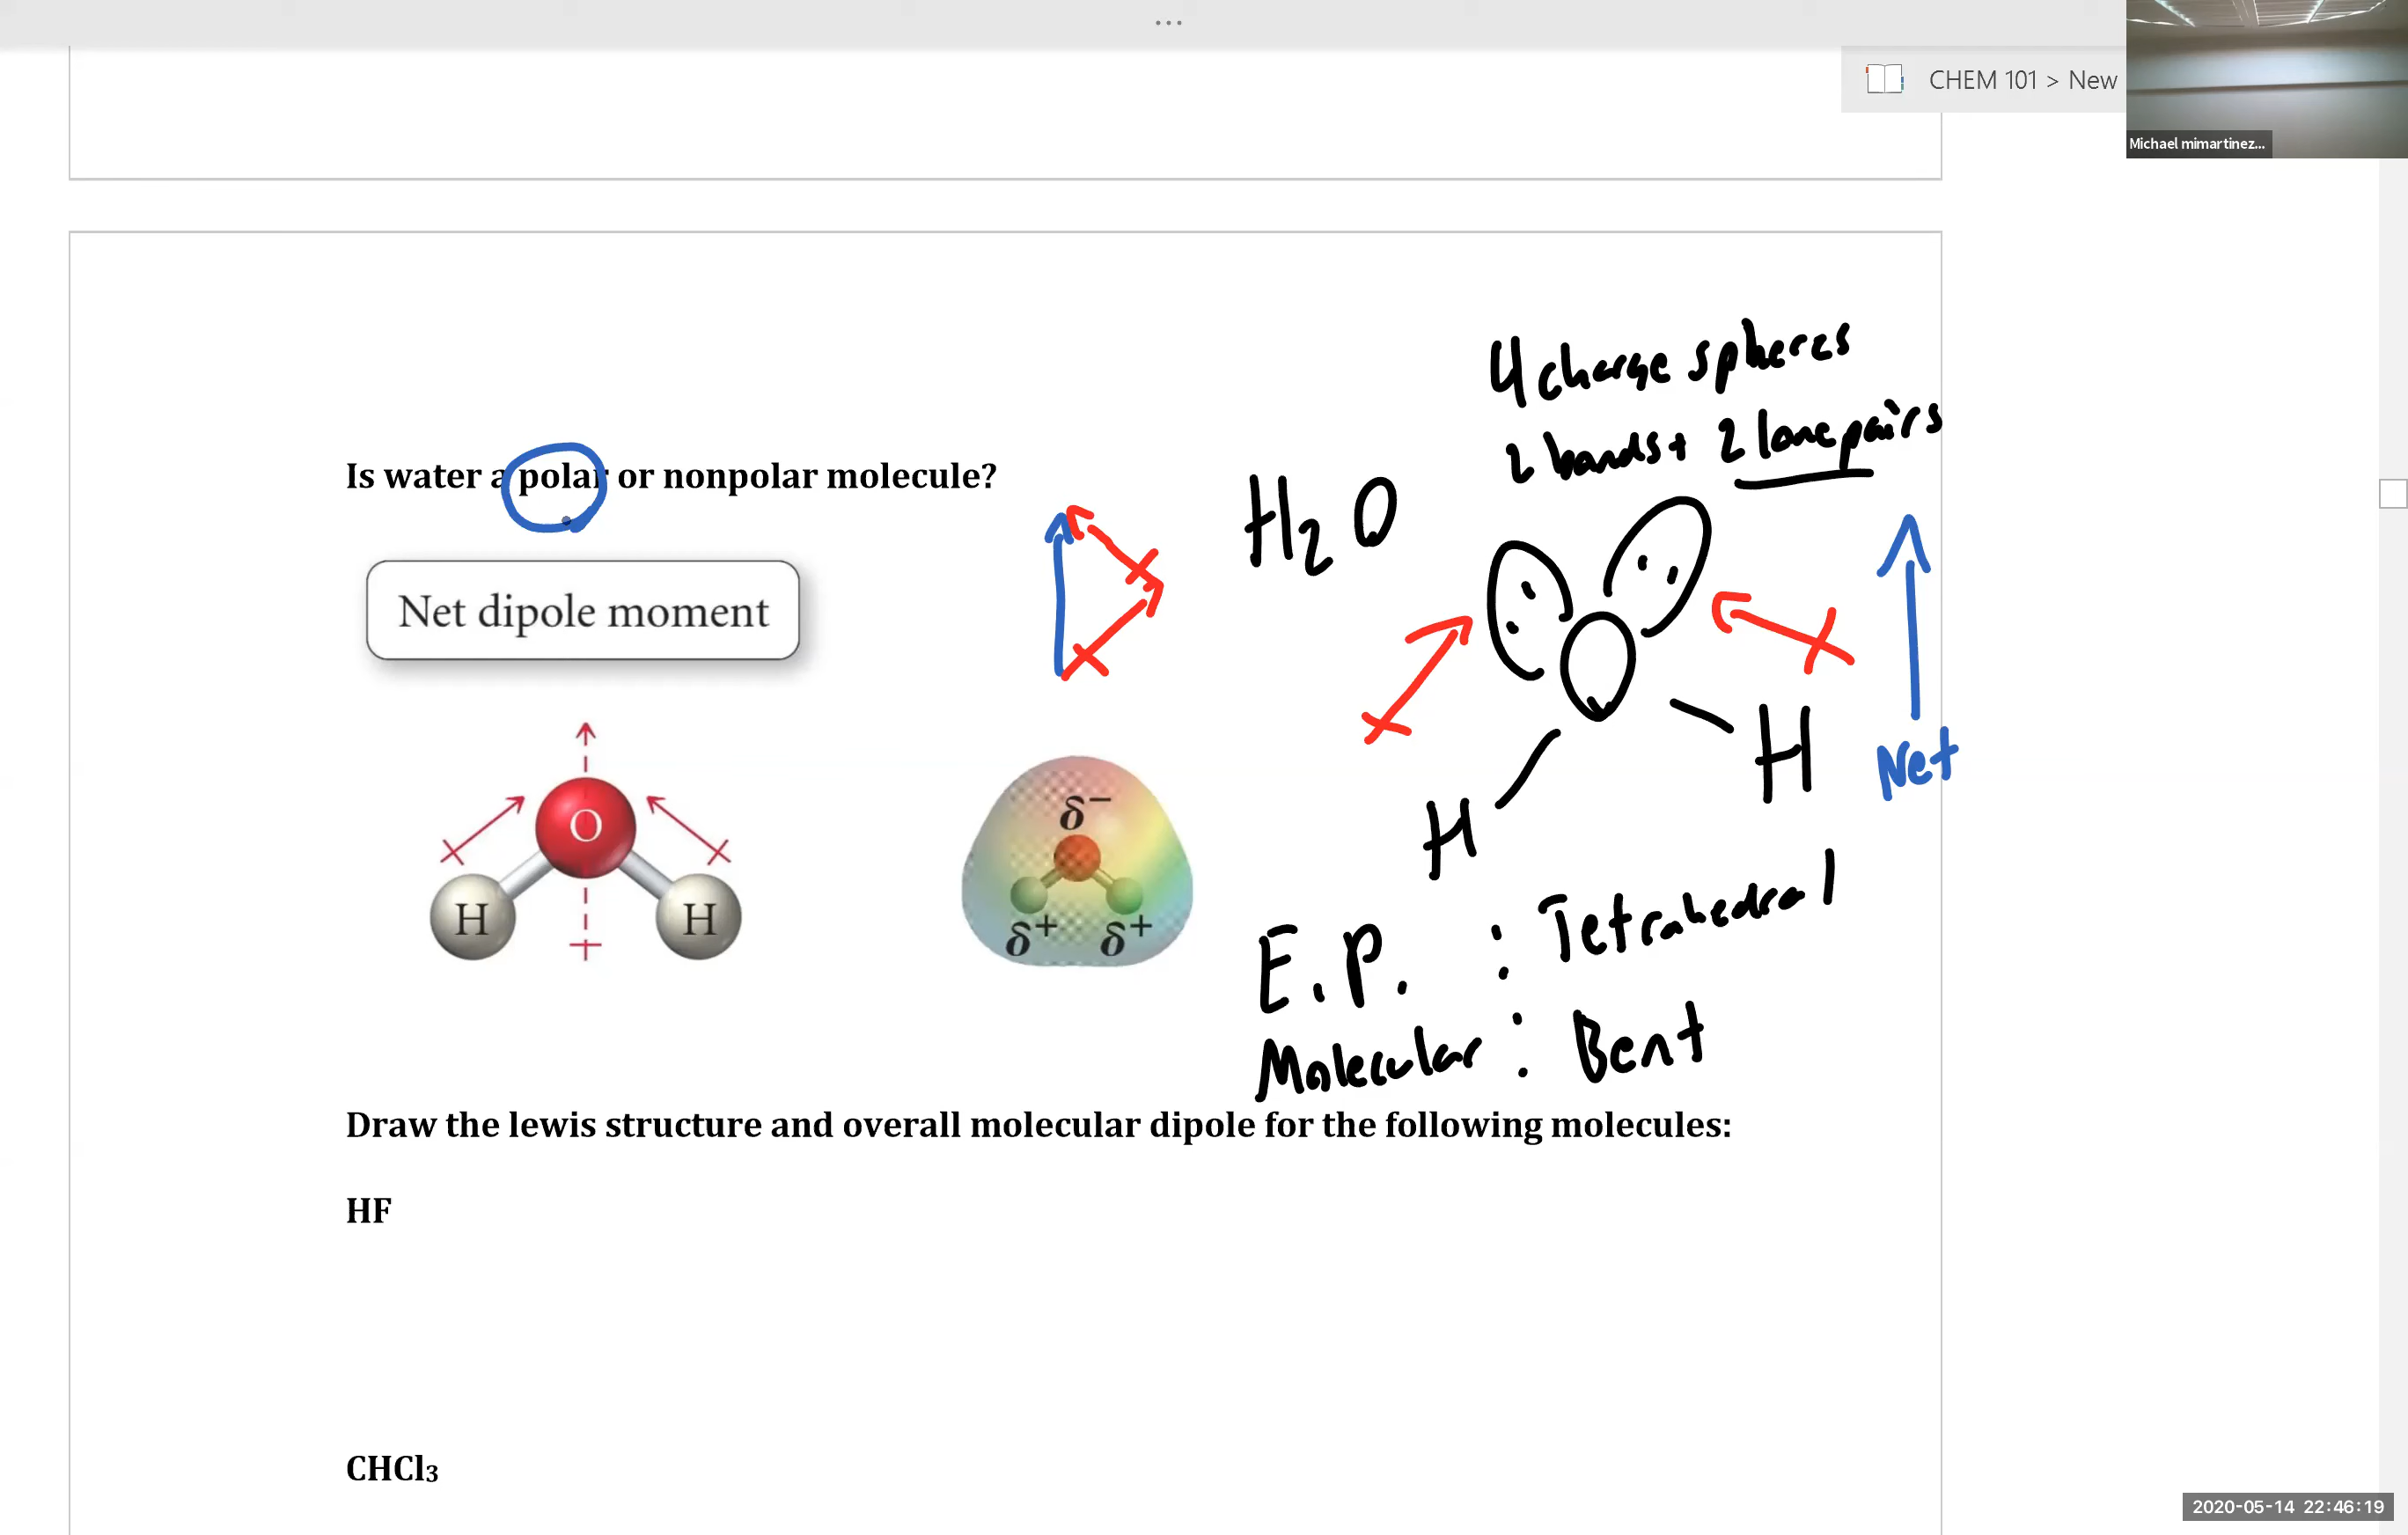 ...
CHEM 101 > New
Michael mimartinez...
4 charge spheres
2 bonds + 2 lone pairs
Is water a polar or nonpolar molecule?
H₂O
Net dipole moment
O
H H
H
H
Net
δ−
δ+ δ+
E.P. : Tetrahedral
Molecular : Bent
Draw the lewis structure and overall molecular dipole for the following molecules:
HF
CHCl₃
2020-05-14 22:46:19